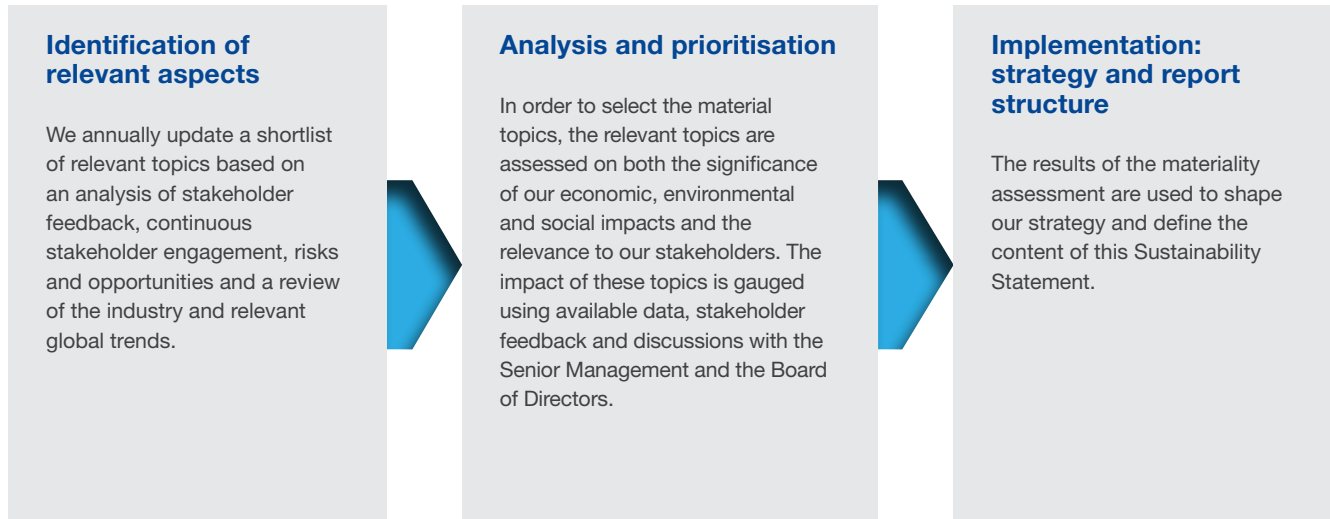 Identification of
relevant aspects
We annually update a shortlist
of relevant topics based on
an analysis of stakeholder
feedback, continuous
stakeholder engagement, risks
and opportunities and a review
of the industry and relevant
global trends.
Analysis and prioritisation
In order to select the material
topics, the relevant topics are
assessed on both the significance
of our economic, environmental
and social impacts and the
relevance to our stakeholders. The
impact of these topics is gauged
using available data, stakeholder
feedback and discussions with the
Senior Management and the Board
of Directors.
Implementation:
strategy and report
structure
The results of the materiality
assessment are used to shape
our strategy and define the
content of this Sustainability
Statement.